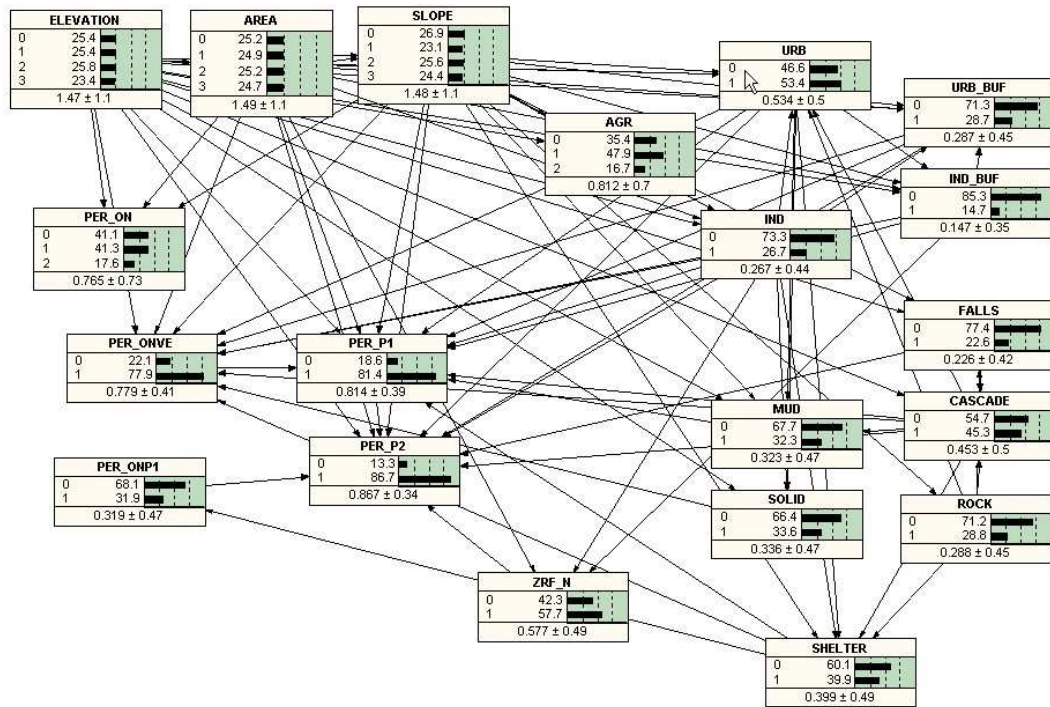 ELEVATION
0 25.4
1 25.4
2 25.8
3 23.4
1.47 ± 1.1
AREA
0 25.2
1 24.9
2 25.2
3 24.7
1.49 ± 1.1
SLOPE
0 26.9
1 23.1
2 25.6
3 24.4
1.48 ± 1.1
URB
0 46.6
1 53.4
0.534 ± 0.5
URB_BUF
0 71.3
1 28.7
0.287 ± 0.45
AGR
0 35.4
1 47.9
2 16.7
0.812 ± 0.7
IND_BUF
0 85.3
1 14.7
0.147 ± 0.35
PER_ON
0 41.1
1 41.3
2 17.6
0.765 ± 0.73
IND
0 73.3
1 26.7
0.267 ± 0.44
FALLS
0 77.4
1 22.6
0.226 ± 0.42
PER_ONVE
0 22.1
1 77.9
0.779 ± 0.41
PER_P1
0 18.6
1 81.4
0.814 ± 0.39
CASCADE
0 54.7
1 45.3
0.453 ± 0.5
MUD
0 67.7
1 32.3
0.323 ± 0.47
PER_P2
0 13.3
1 86.7
0.867 ± 0.34
PER_ONP1
0 68.1
1 31.9
0.319 ± 0.47
SOLID
0 66.4
1 33.6
0.336 ± 0.47
ROCK
0 71.2
1 28.8
0.288 ± 0.45
ZRF_N
0 42.3
1 57.7
0.577 ± 0.49
SHELTER
0 60.1
1 39.9
0.399 ± 0.49